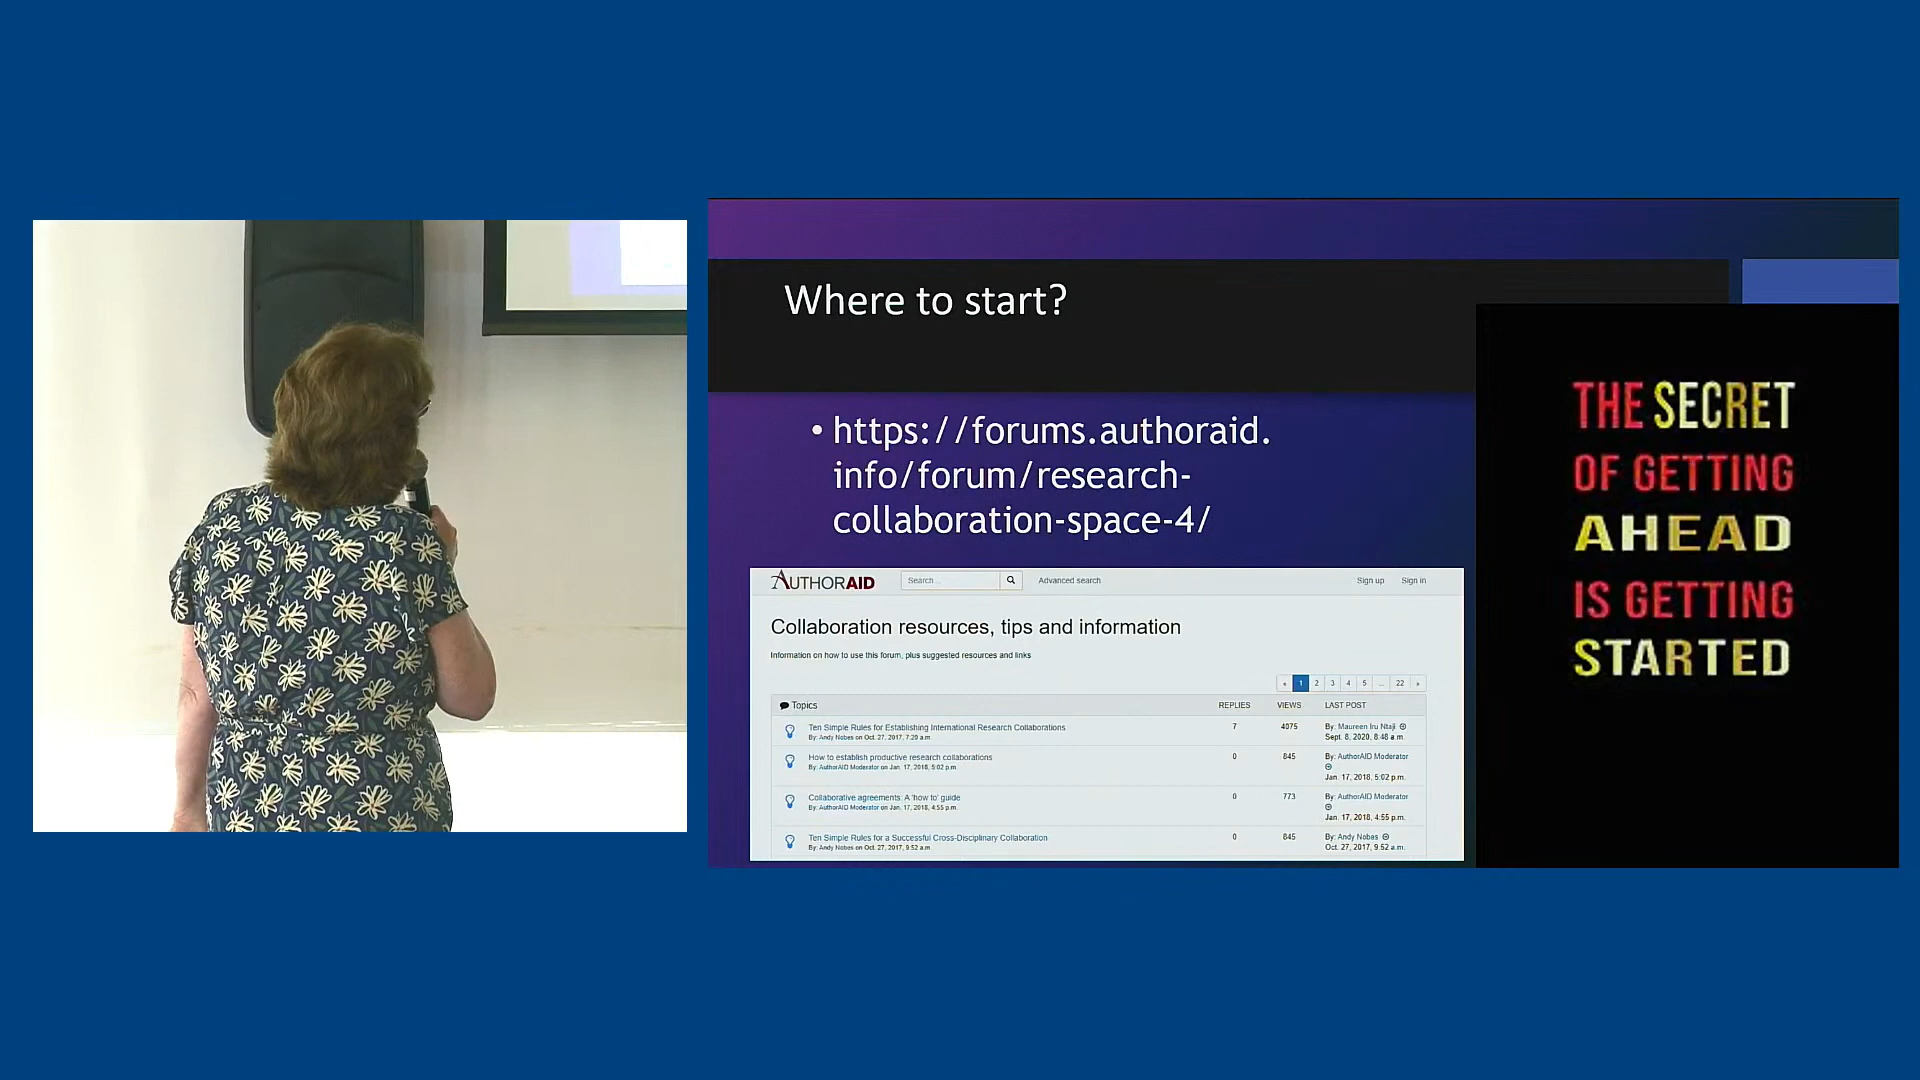 Where to start?
• https://forums.authoraid.
info/forum/research-
collaboration-space-4/
AUTHORAID
Search...
Advanced search
Sign up
Sign in
Collaboration resources, tips and information
Information on how to use this forum, plus suggested resources and links
« 1 2 3 4 5 ... 22 »
Topics REPLIES VIEWS LAST POST
Ten Simple Rules for Establishing International Research Collaborations 7 4075 By: Maureen Iru Ntaji
By: Andy Nobes on Oct. 27, 2017, 7:20 a.m. Sept. 8, 2020, 8:48 a.m.
How to establish productive research collaborations 0 845 By: AuthorAID Moderator
By: AuthorAID Moderator on Jan. 17, 2018, 5:02 p.m.
Jan. 17, 2018, 5:02 p.m.
Collaborative agreements: A 'how to' guide 0 773 By: AuthorAID Moderator
By: AuthorAID Moderator on Jan. 17, 2018, 4:55 p.m.
Jan. 17, 2018, 4:55 p.m.
Ten Simple Rules for a Successful Cross-Disciplinary Collaboration 0 845 By: Andy Nobes
By: Andy Nobes on Oct. 27, 2017, 9:52 a.m. Oct. 27, 2017, 9:52 a.m.
THE SECRET
OF GETTING
AHEAD
IS GETTING
STARTED